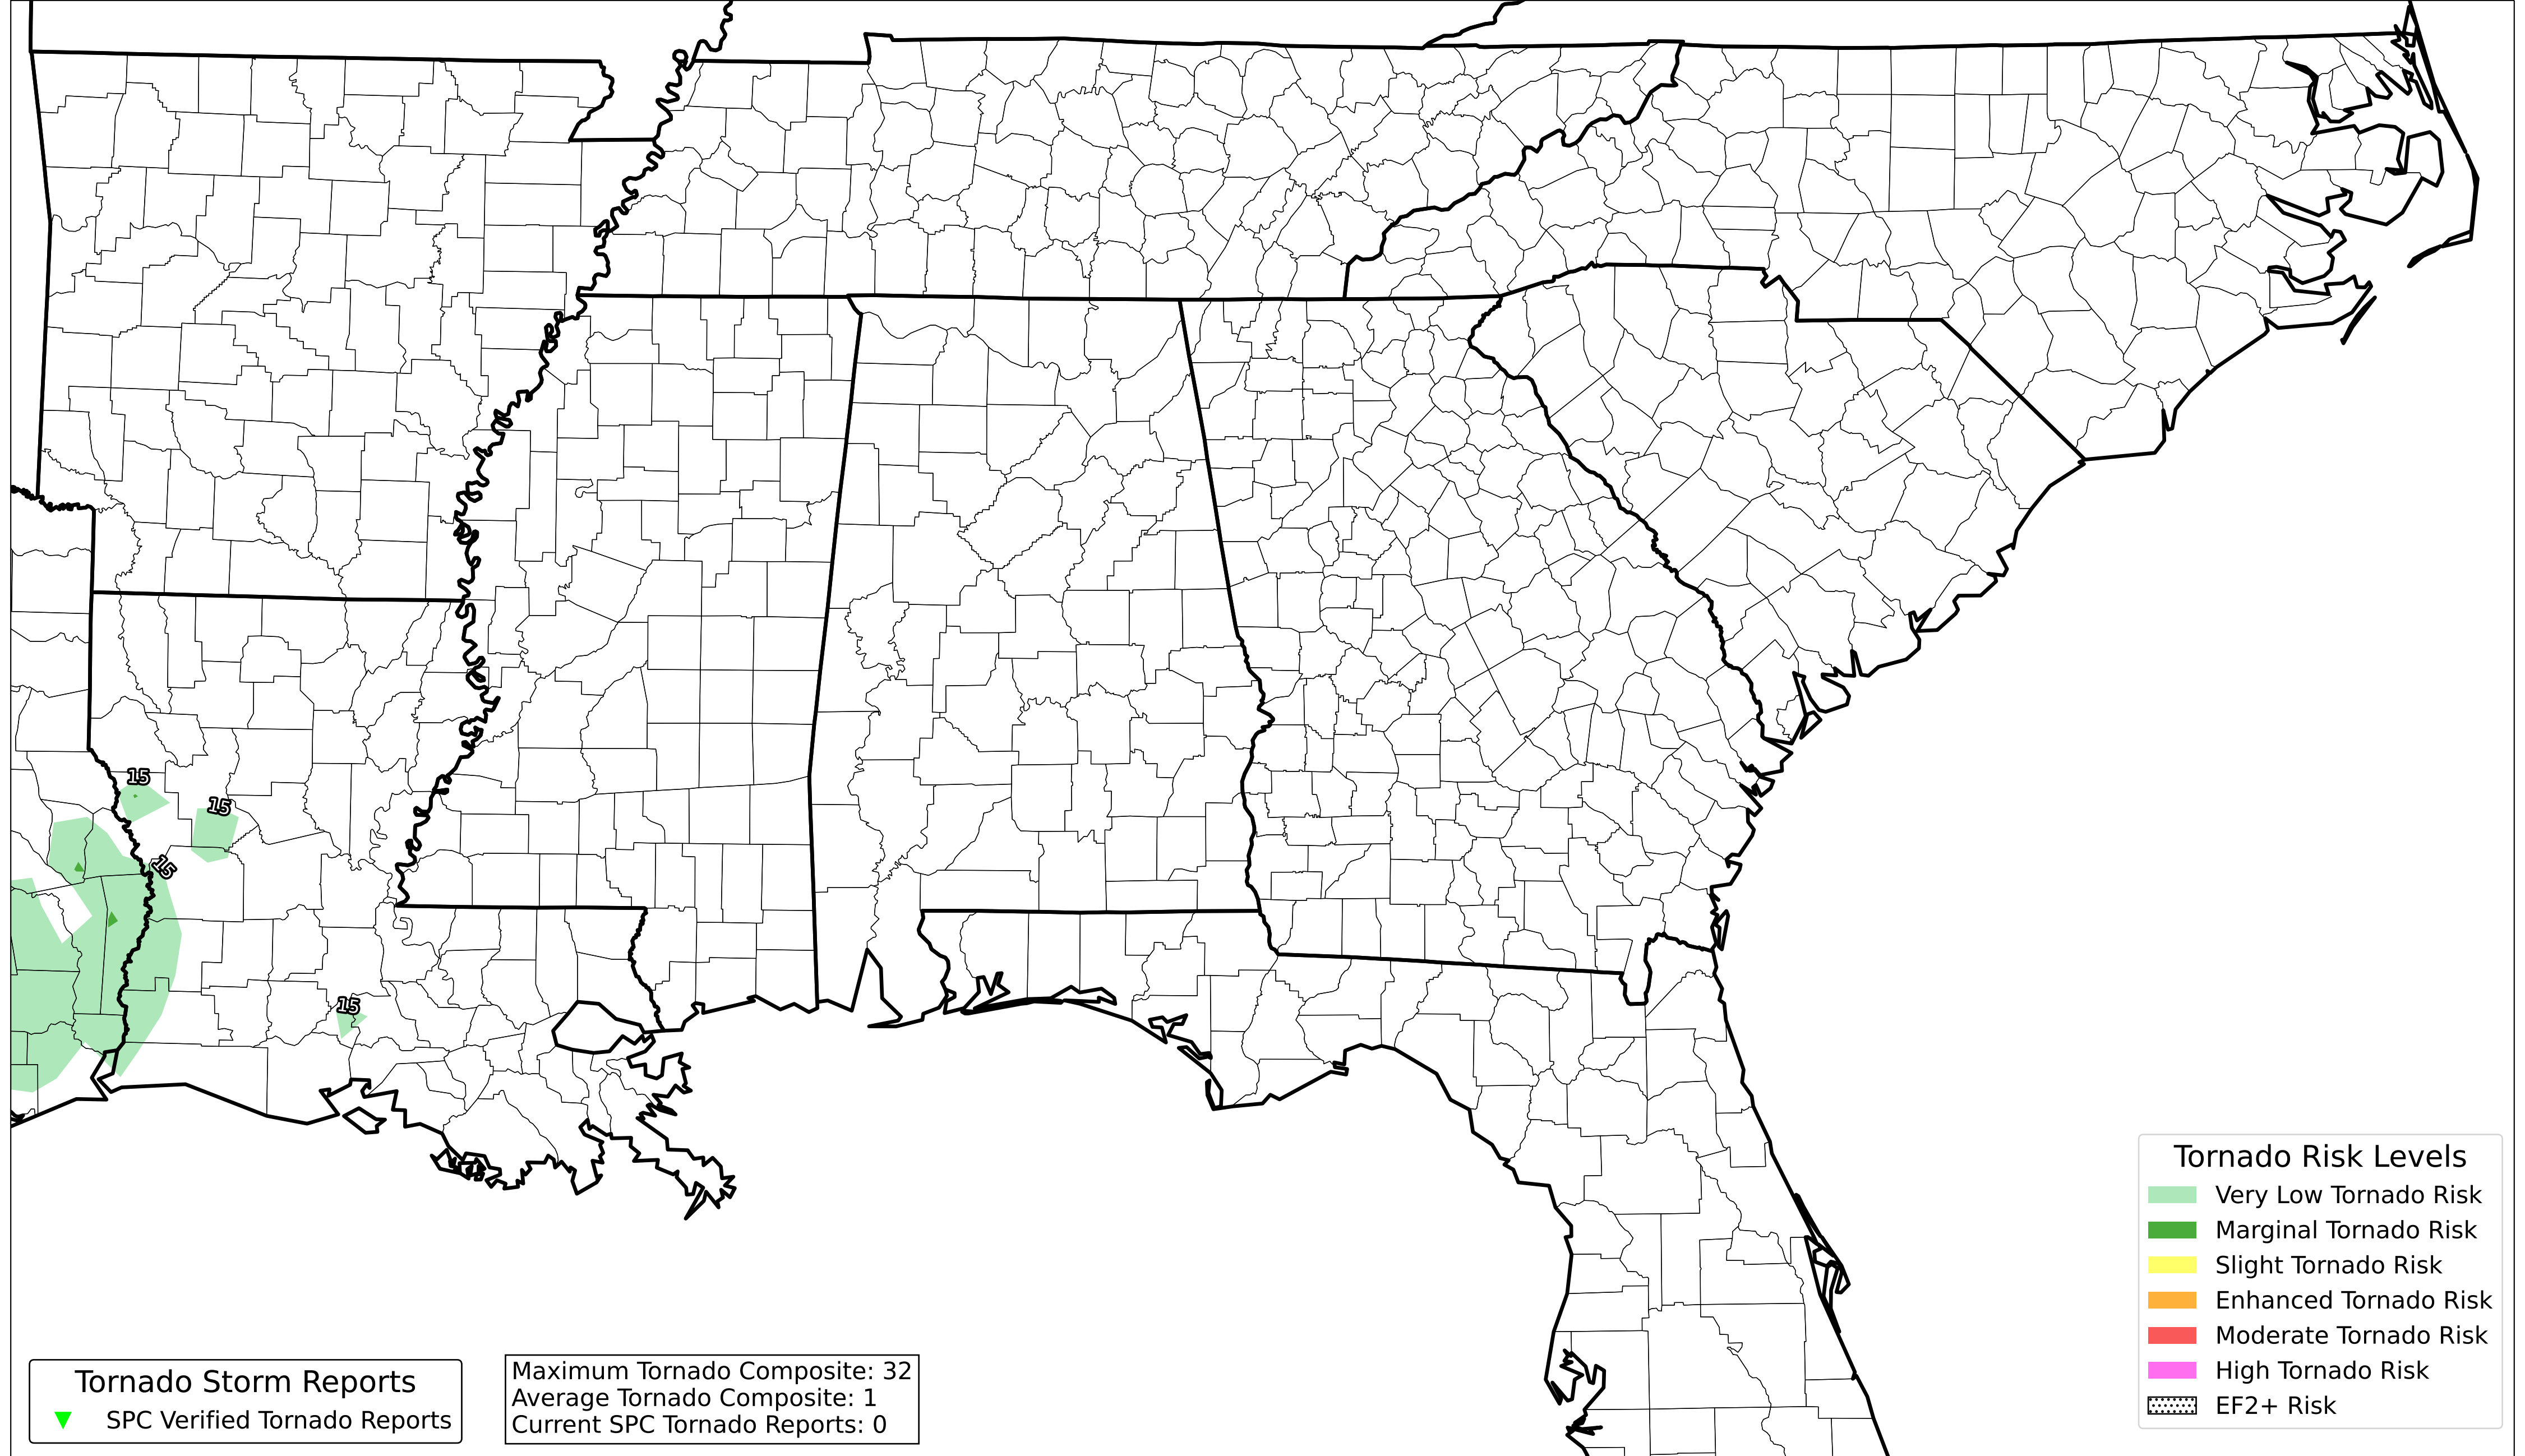 15
15
15
15
Tornado Storm Reports
SPC Verified Tornado Reports
Maximum Tornado Composite: 32
Average Tornado Composite: 1
Current SPC Tornado Reports: 0
Tornado Risk Levels
Very Low Tornado Risk
Marginal Tornado Risk
Slight Tornado Risk
Enhanced Tornado Risk
Moderate Tornado Risk
High Tornado Risk
EF2+ Risk